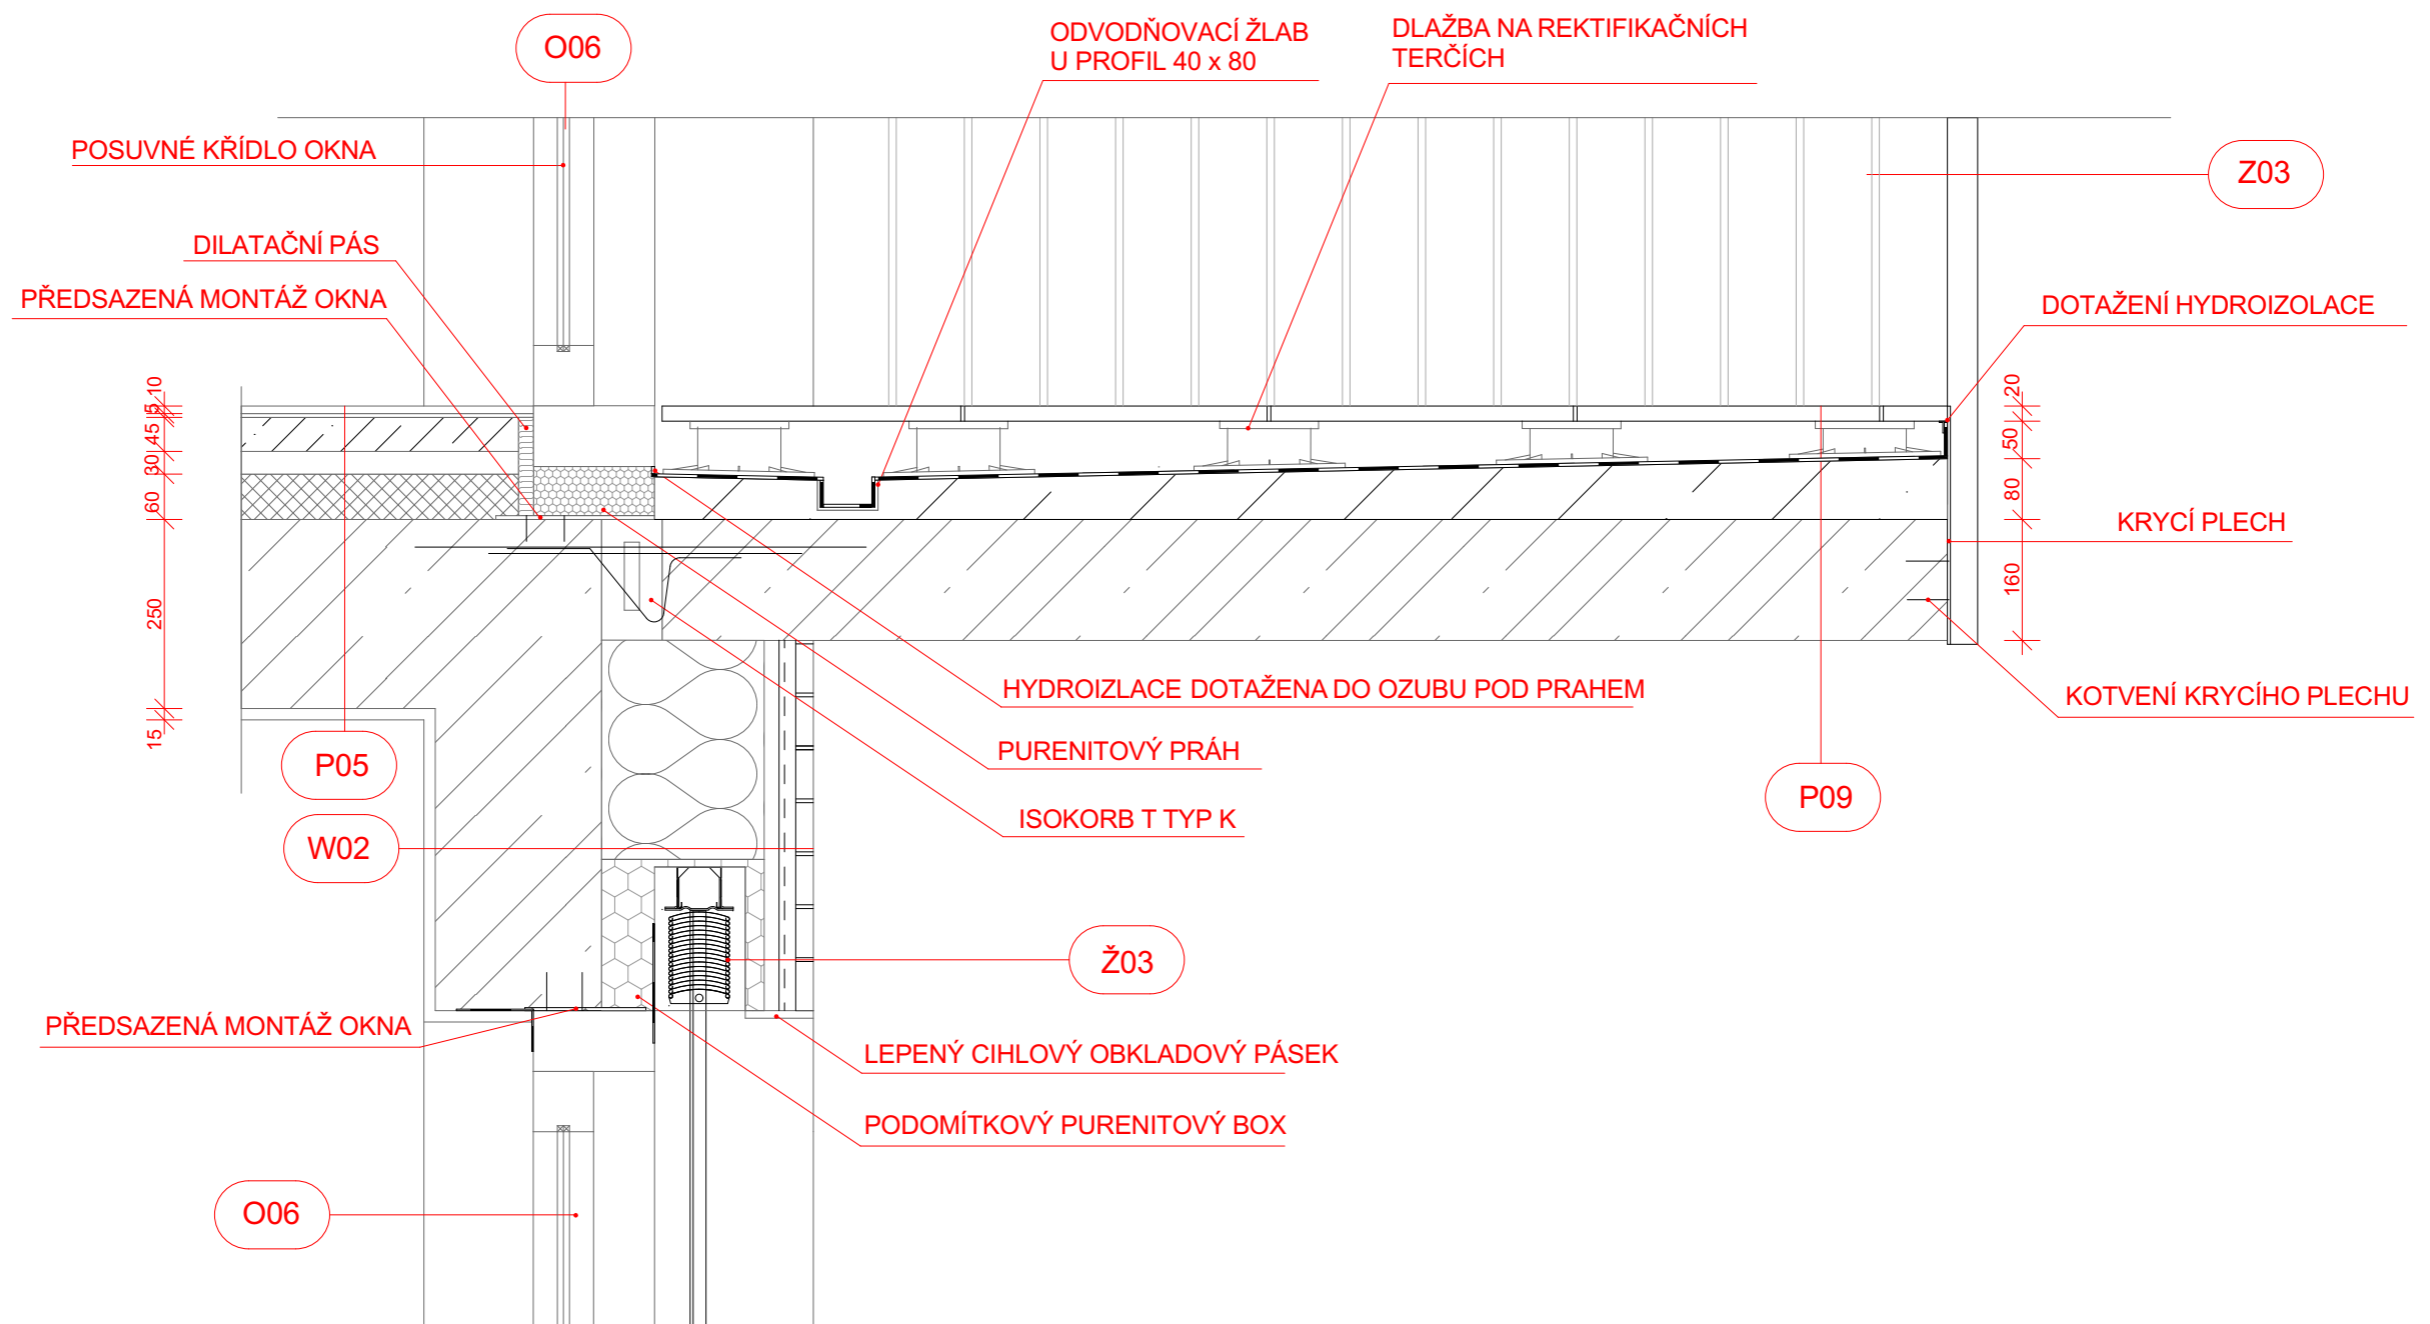 O06
ODVODŇOVACÍ ŽLAB
U PROFIL 40 x 80
DLAŽBA NA REKTIFIKAČNÍCH
TERČÍCH
POSUVNÉ KŘÍDLO OKNA
Z03
DILATAČNÍ PÁS
PŘEDSAZENÁ MONTÁŽ OKNA
DOTAŽENÍ HYDROIZOLACE
10
5
45
30
60
250
15
20
50
80
160
KRYCÍ PLECH
HYDROIZLACE DOTAŽENA DO OZUBU POD PRAHEM
KOTVENÍ KRYCÍHO PLECHU
P05
PURENITOVÝ PRÁH
P09
ISOKORB T TYP K
W02
Ž03
PŘEDSAZENÁ MONTÁŽ OKNA
LEPENÝ CIHLOVÝ OBKLADOVÝ PÁSEK
PODOMÍTKOVÝ PURENITOVÝ BOX
O06